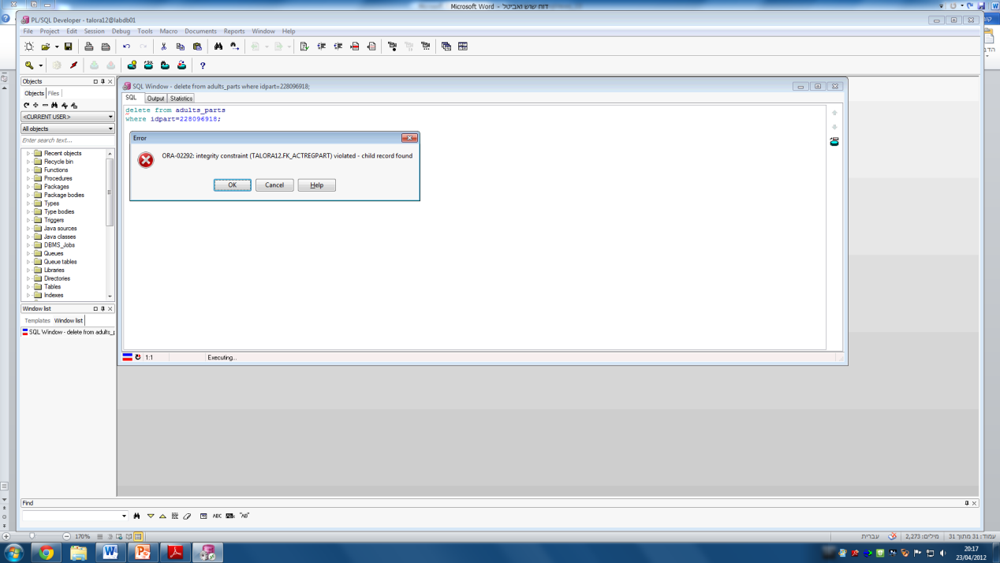 Microsoft Word - דוח שוש ואביטל
PL/SQL Developer - talora12@labdb01
File Project Edit Session Debug Tools Macro Documents Reports Window Help
Objects
Objects Files
<CURRENT USER>
All objects
Enter search text...
Recent objects
Recycle bin
Functions
Procedures
Packages
Package bodies
Types
Type bodies
Triggers
Java sources
Java classes
DBMS_Jobs
Queues
Queue tables
Libraries
Directories
Tables
Indexes
Window list
Templates Window list
SQL Window - delete from adults_p
SQL Window - delete from adults_parts where idpart=228096918;
SQL Output Statistics
delete from adults_parts
where idpart=228096918;
Error
ORA-02292: integrity constraint (TALORA12.FK_ACTREGPART) violated - child record found
OK Cancel Help
1:1 Executing...
Find
ABC "AB"
170%
עברית
מילים: 2,273
עמוד: 31 מתוך 31
20:17
23/04/2012